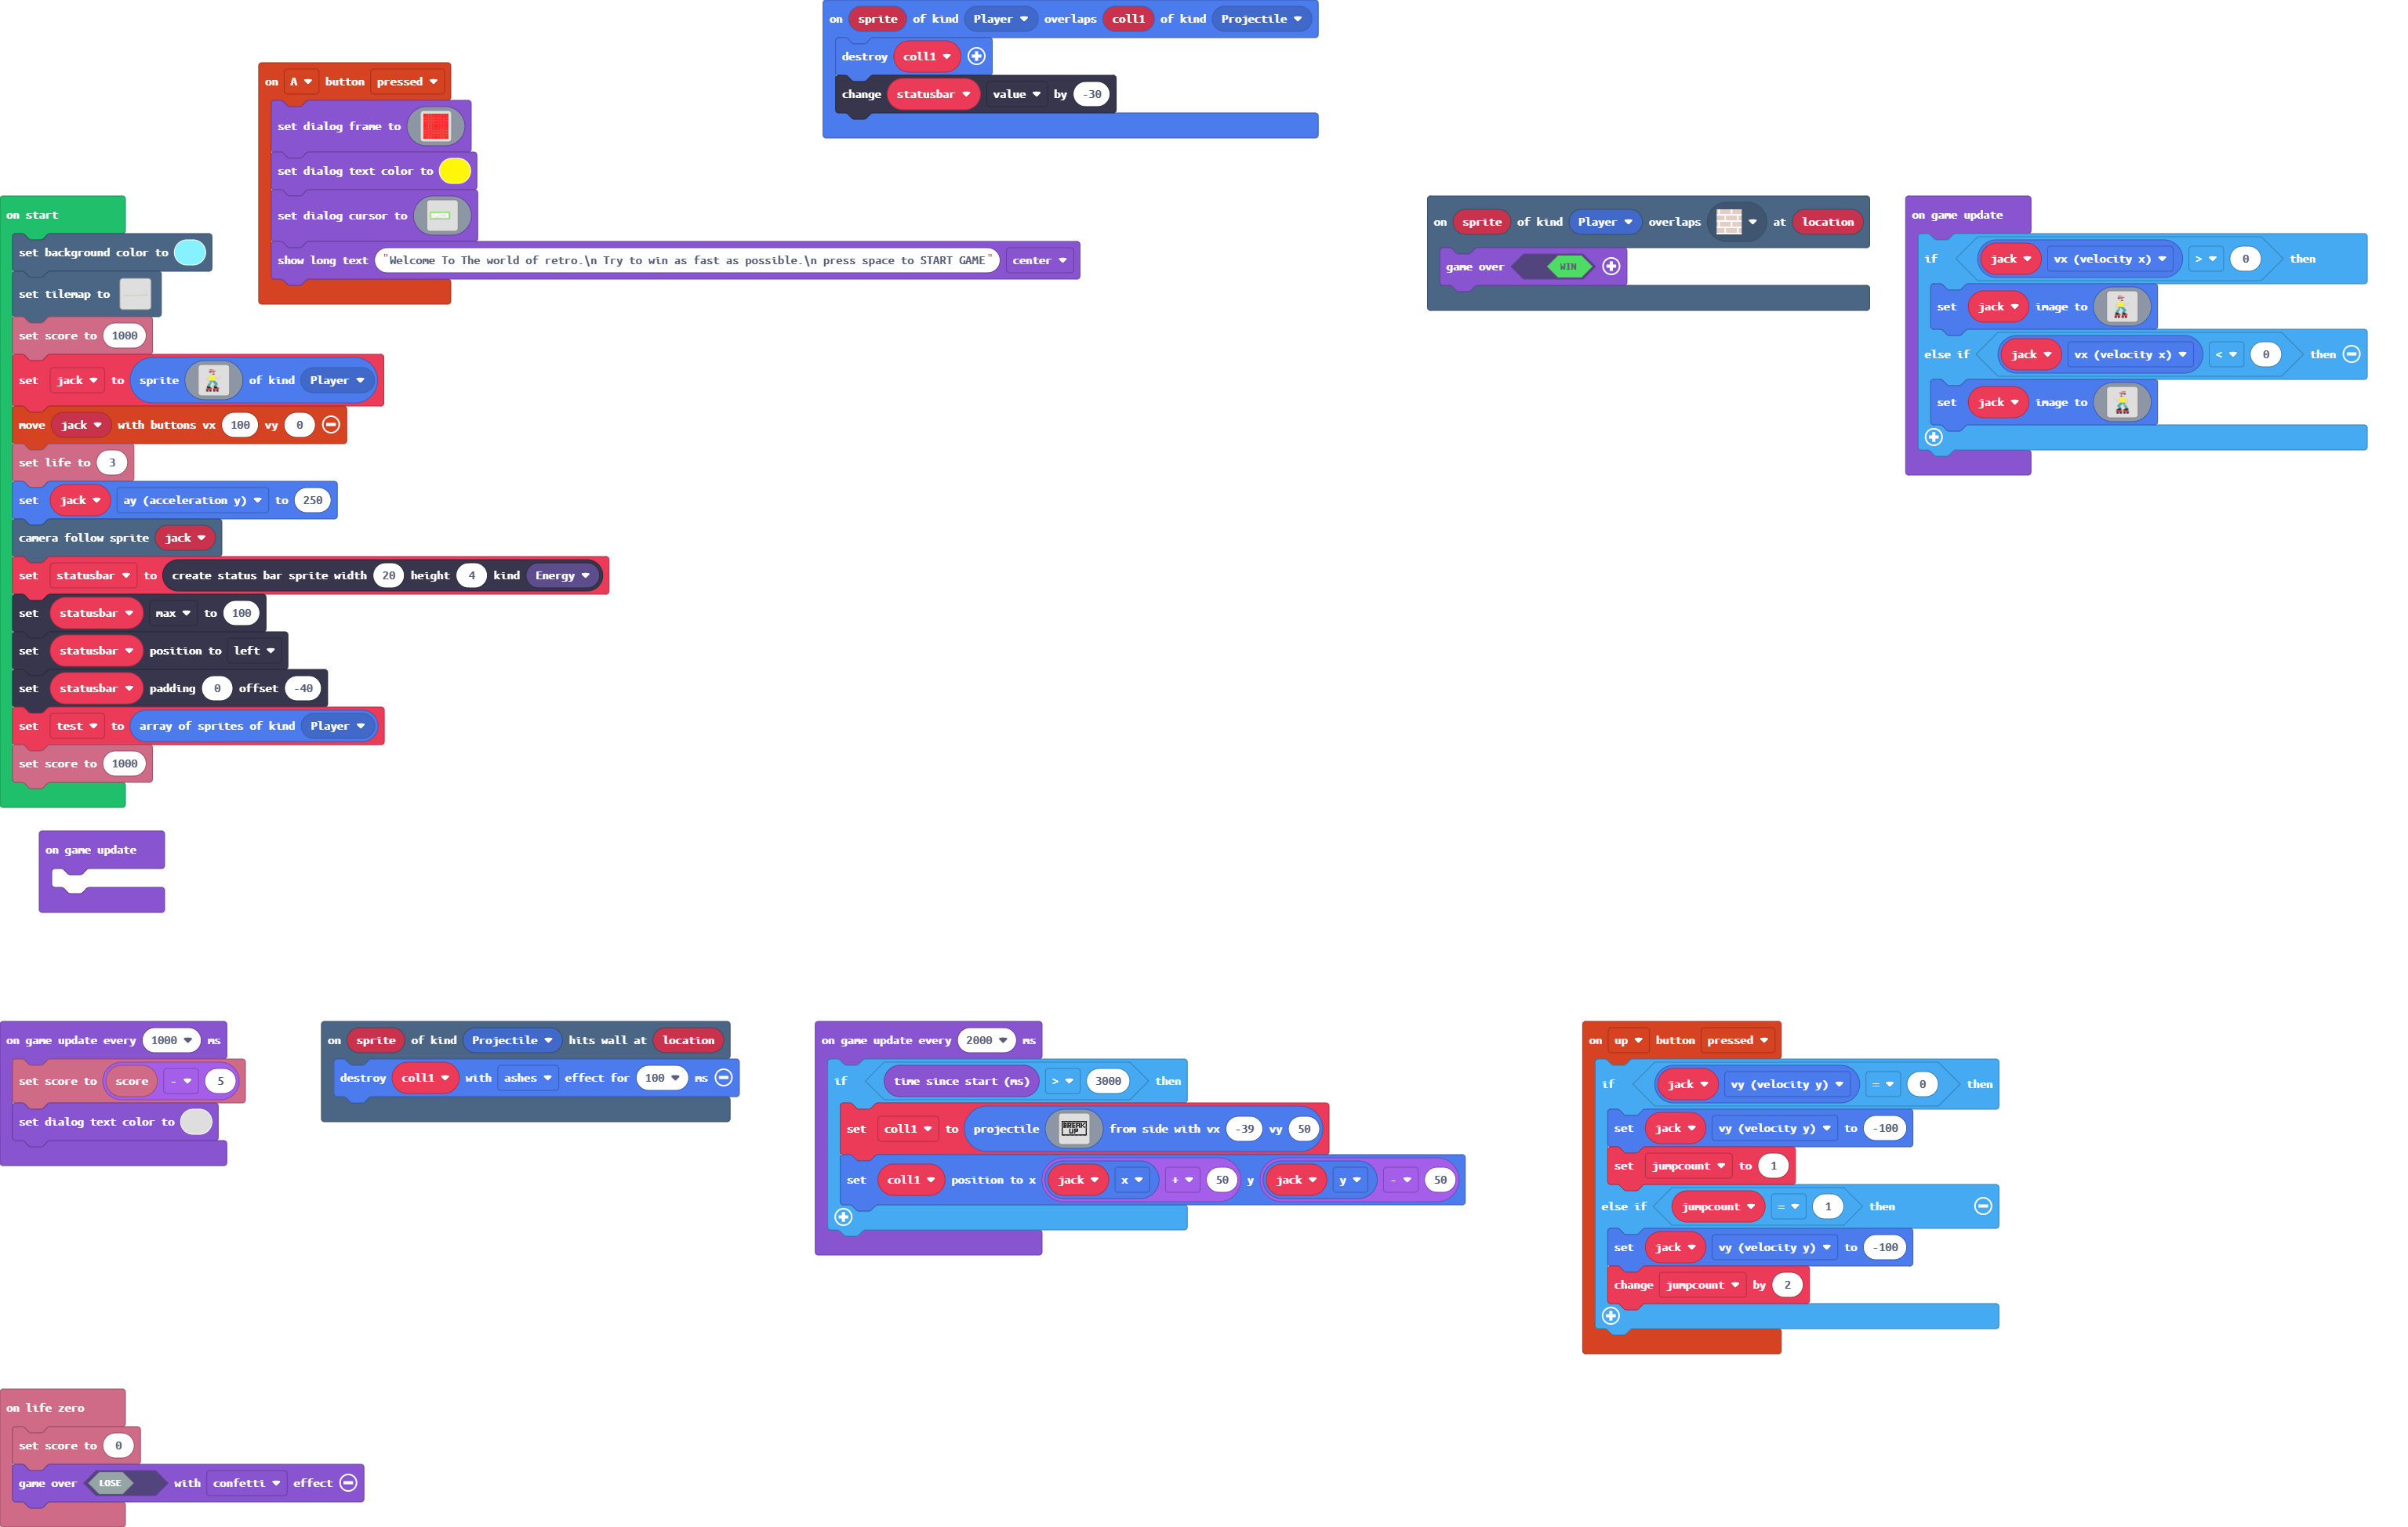 on sprite of kind Player overlaps coll1 of kind Projectile
destroy coll1
change statusbar value by -30
on A button pressed
set dialog frame to
set dialog text color to
set dialog cursor to
show long text "Welcome To The world of retro.\n Try to win as fast as possible.\n press space to START GAME" center
on start
set background color to
set tilemap to
set score to 1000
set jack to sprite of kind Player
move jack with buttons vx 100 vy 0
set life to 3
set jack ay (acceleration y) to 250
camera follow sprite jack
set statusbar to create status bar sprite width 20 height 4 kind Energy
set statusbar max to 100
set statusbar position to left
set statusbar padding 0 offset -40
set test to array of sprites of kind Player
set score to 1000
on sprite of kind Player overlaps at location
game over WIN
on game update
if jack vx (velocity x) > 0 then
set jack image to
else if jack vx (velocity x) < 0 then
set jack image to
on game update
on game update every 1000 ms
set score to score - 5
set dialog text color to
on sprite of kind Projectile hits wall at location
destroy coll1 with ashes effect for 100 ms
on game update every 2000 ms
if time since start (ms) > 3000 then
set coll1 to projectile BREAK UP from side with vx -39 vy 50
set coll1 position to x jack x + 50 y jack y - 50
on up button pressed
if jack vy (velocity y) = 0 then
set jack vy (velocity y) to -100
set jumpcount to 1
else if jumpcount = 1 then
set jack vy (velocity y) to -100
change jumpcount by 2
on life zero
set score to 0
game over LOSE with confetti effect